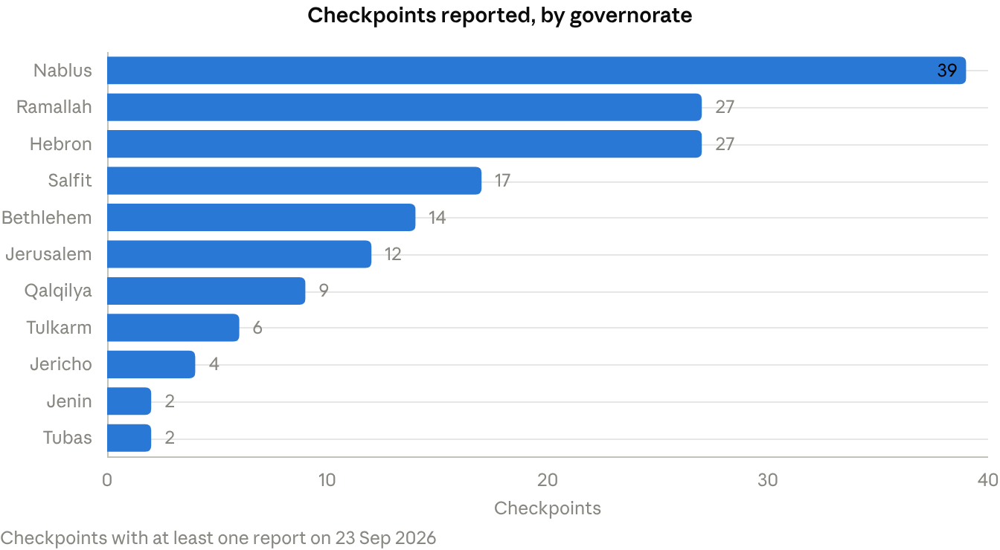 Checkpoints reported, by governorate
Nablus 39
Ramallah 27
Hebron 27
Salfit 17
Bethlehem 14
Jerusalem 12
Qalqilya 9
Tulkarm 6
Jericho 4
Jenin 2
Tubas 2
0 10 20 30 40
Checkpoints
Checkpoints with at least one report on 23 Sep 2026